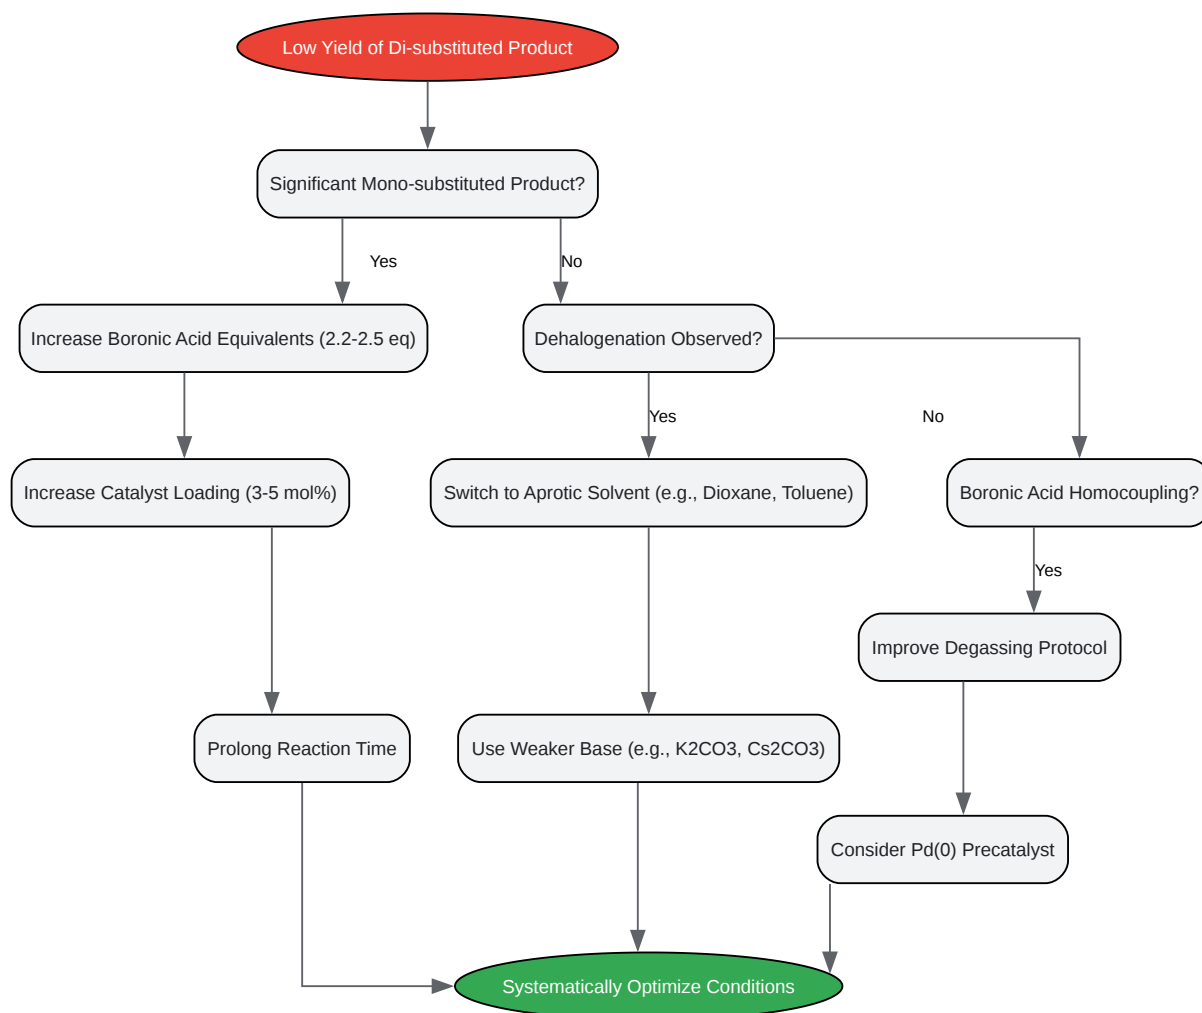 Low Yield of Di-substituted Product
Significant Mono-substituted Product?
Yes
No
Increase Boronic Acid Equivalents (2.2-2.5 eq)
Dehalogenation Observed?
Yes
No
Increase Catalyst Loading (3-5 mol%)
Switch to Aprotic Solvent (e.g., Dioxane, Toluene)
Boronic Acid Homocoupling?
Yes
Improve Degassing Protocol
Prolong Reaction Time
Use Weaker Base (e.g., K2CO3, Cs2CO3)
Consider Pd(0) Precatalyst
Systematically Optimize Conditions